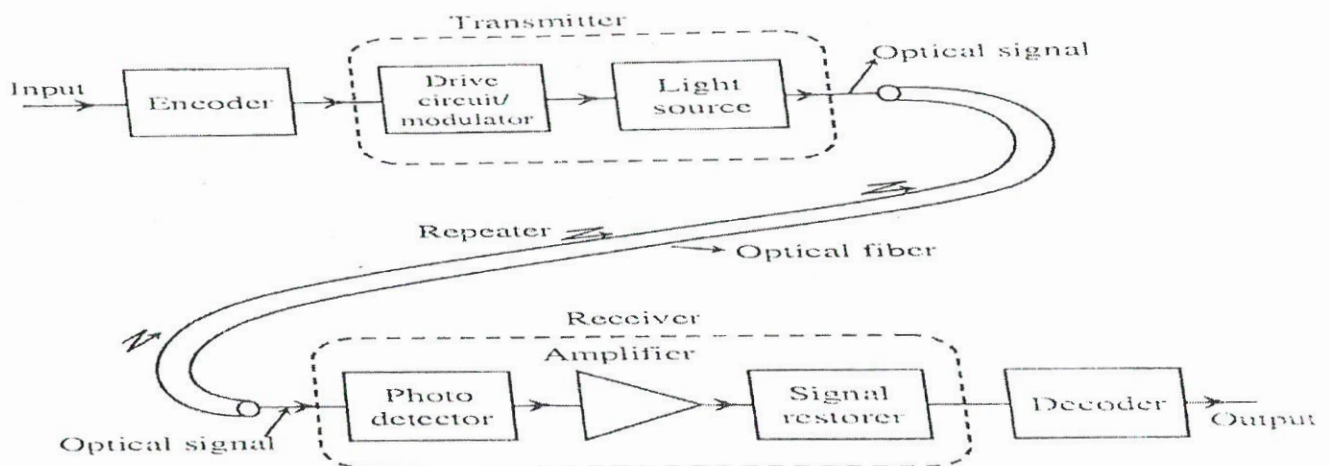 Transmitter
Optical signal
Input
Encoder
Drive
circuit/
modulator
Light
source
Repeater
Optical fiber
Receiver
Amplifier
Photo
detector
Signal
restorer
Decoder
Output
Optical signal